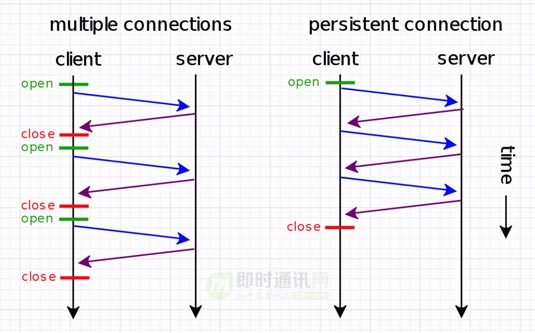 multiple connections
persistent connection
client
server
client
server
open
open
close
open
close
open
close
close
time
即时通讯网